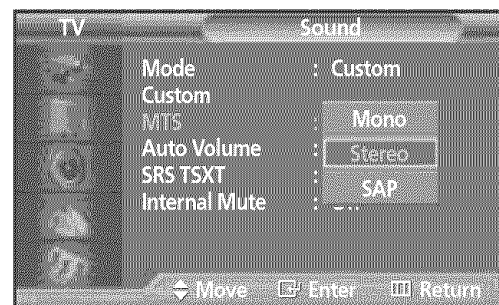 TV Sound
Mode : Custom
Custom
MTS : Mono
Auto Volume : Stereo
SRS TSXT : SAP
Internal Mute :
Move Enter Return